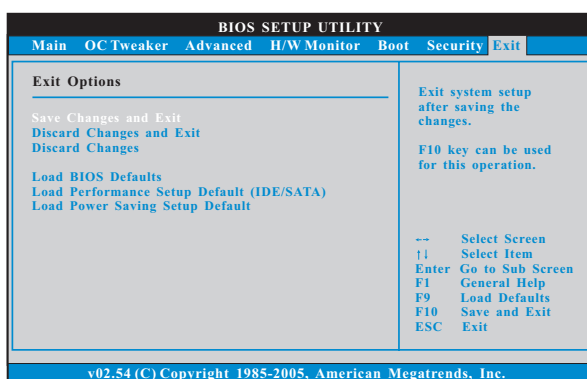 BIOS SETUP UTILITY
Main OC Tweaker Advanced H/W Monitor Boot Security Exit
Exit Options
Save Changes and Exit
Discard Changes and Exit
Discard Changes
Load BIOS Defaults
Load Performance Setup Default (IDE/SATA)
Load Power Saving Setup Default
Exit system setup
after saving the
changes.
F10 key can be used
for this operation.
←→ Select Screen
↑↓ Select Item
Enter Go to Sub Screen
F1 General Help
F9 Load Defaults
F10 Save and Exit
ESC Exit
v02.54 (C) Copyright 1985-2005, American Megatrends, Inc.